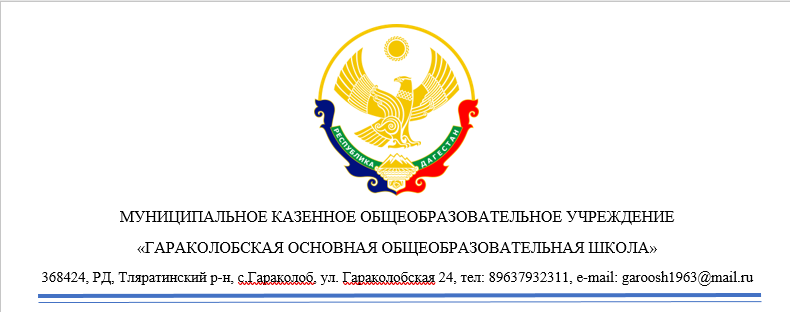 РЕСПУБЛИКА ДАГЕСТАН
МУНИЦИПАЛЬНОЕ КАЗЕННОЕ ОБЩЕОБРАЗОВАТЕЛЬНОЕ УЧРЕЖДЕНИЕ
«ГАРАКОЛОБСКАЯ ОСНОВНАЯ ОБЩЕОБРАЗОВАТЕЛЬНАЯ ШКОЛА»
368424, РД, Тляратинский р-н, с.Гараколоб, ул. Гараколобская 24, тел: 89637932311, e-mail: garoosh1963@mail.ru